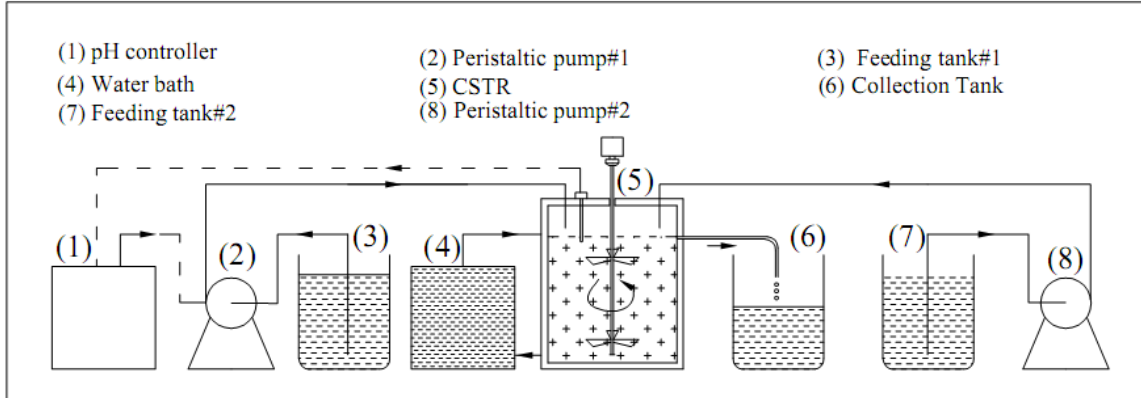 (1) pH controller (2) Peristaltic pump#1 (3) Feeding tank#1
(4) Water bath (5) CSTR (6) Collection Tank
(7) Feeding tank#2 (8) Peristaltic pump#2
(5)
(1) (2) (3) (4) (6) (7) (8)